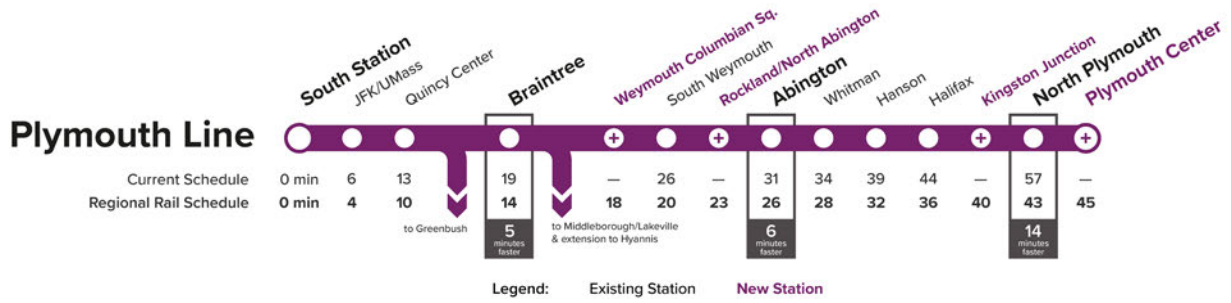 South Station
JFK/UMass
Quincy Center
Braintree
Weymouth Columbian Sq.
South Weymouth
Rockland/North Abington
Abington
Whitman
Hanson
Halifax
Kingston Junction
North Plymouth
Plymouth Center
Plymouth Line
Current Schedule 0 min 6 13 19 — 26 — 31 34 39 44 — 57 —
Regional Rail Schedule 0 min 4 10 14 18 20 23 26 28 32 36 40 43 45
to Greenbush
5
minutes
faster
to Middleborough/Lakeville
& extension to Hyannis
6
minutes
faster
14
minutes
faster
Legend: Existing Station New Station